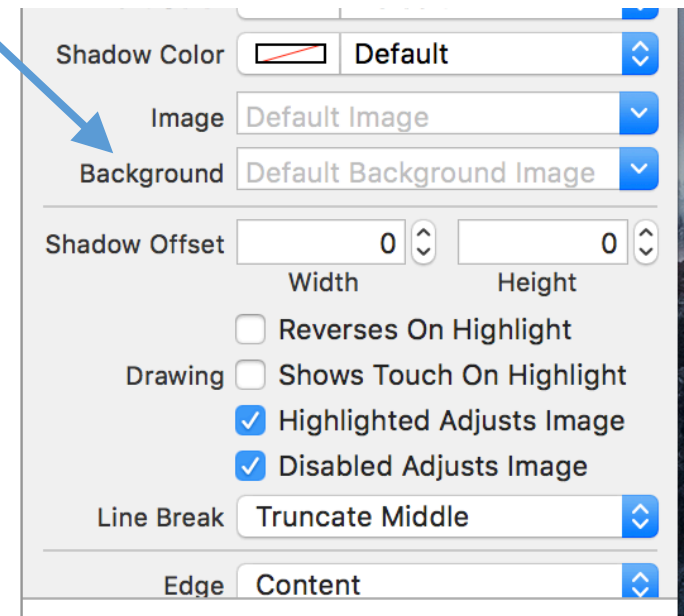 Shadow Color Default
Image Default Image
Background Default Background Image
Shadow Offset 0 0
Width Height
Reverses On Highlight
Drawing Shows Touch On Highlight
Highlighted Adjusts Image
Disabled Adjusts Image
Line Break Truncate Middle
Edge Content